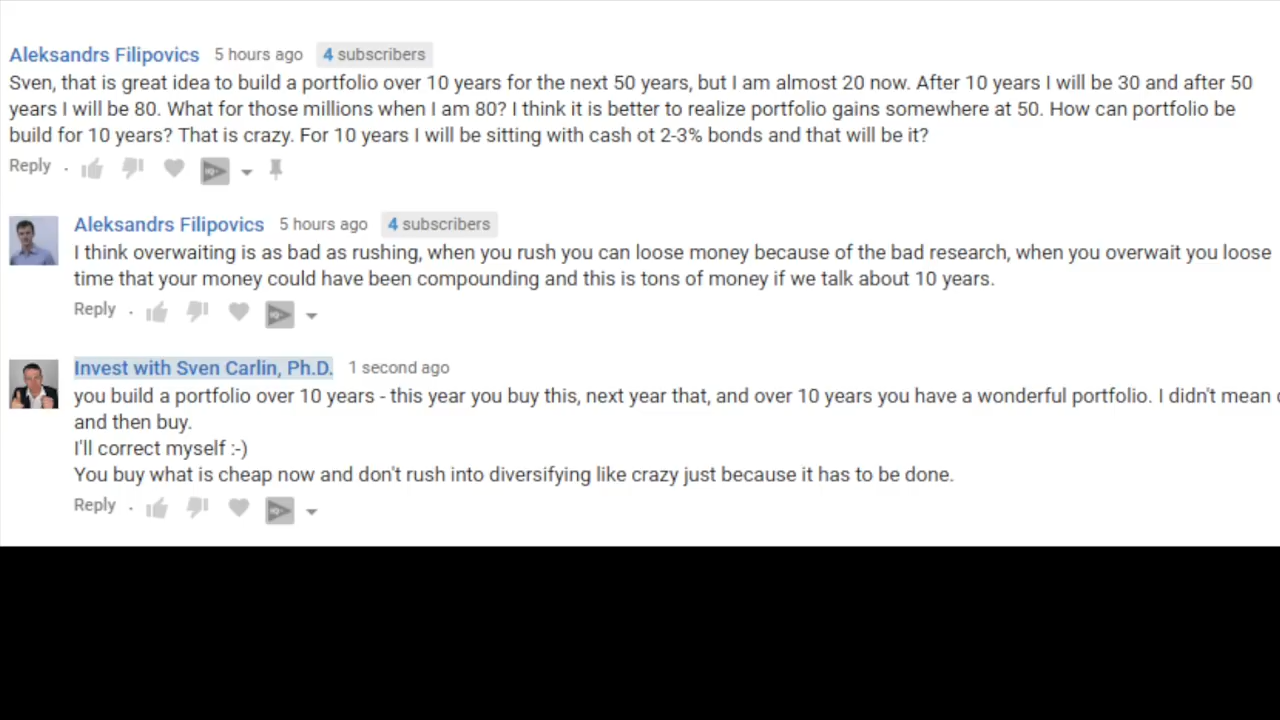 Aleksandrs Filipovics 5 hours ago 4 subscribers
Sven, that is great idea to build a portfolio over 10 years for the next 50 years, but I am almost 20 now. After 10 years I will be 30 and after 50
years I will be 80. What for those millions when I am 80? I think it is better to realize portfolio gains somewhere at 50. How can portfolio be
build for 10 years? That is crazy. For 10 years I will be sitting with cash ot 2-3% bonds and that will be it?
Reply .
Aleksandrs Filipovics 5 hours ago 4 subscribers
I think overwaiting is as bad as rushing, when you rush you can loose money because of the bad research, when you overwait you loose
time that your money could have been compounding and this is tons of money if we talk about 10 years.
Reply .
Invest with Sven Carlin, Ph.D. 1 second ago
you build a portfolio over 10 years - this year you buy this, next year that, and over 10 years you have a wonderful portfolio. I didn't mean
and then buy.
I'll correct myself :-)
You buy what is cheap now and don't rush into diversifying like crazy just because it has to be done.
Reply .